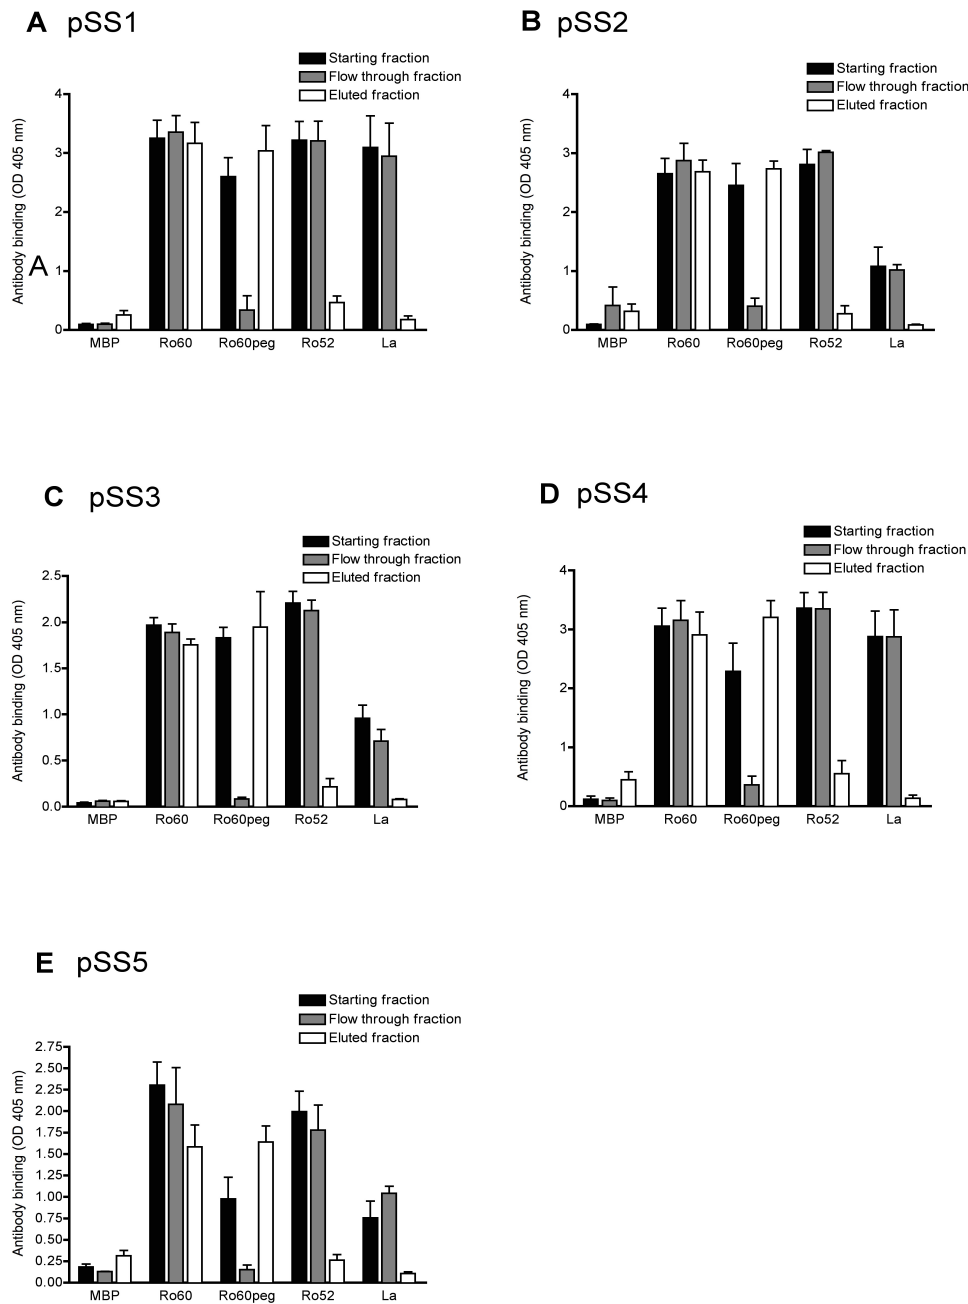 A pSS1
Starting fraction
Flow through fraction
Eluted fraction
Antibody binding (OD 405 nm)
4
3
2
A
1
0
MBP Ro60 Ro60peg Ro52 La
B pSS2
Starting fraction
Flow through fraction
Eluted fraction
Antibody binding (OD 405 nm)
4
3
2
1
0
MBP Ro60 Ro60peg Ro52 La
C pSS3
Starting fraction
Flow through fraction
Eluted fraction
Antibody binding (OD 405 nm)
2.5
2.0
1.5
1.0
0.5
0.0
MBP Ro60 Ro60peg Ro52 La
D pSS4
Starting fraction
Flow through fraction
Eluted fraction
Antibody binding (OD 405 nm)
4
3
2
1
0
MBP Ro60 Ro60peg Ro52 La
E pSS5
Starting fraction
Flow through fraction
Eluted fraction
Antibody binding (OD 405 nm)
2.75
2.50
2.25
2.00
1.75
1.50
1.25
1.00
0.75
0.50
0.25
0.00
MBP Ro60 Ro60peg Ro52 La